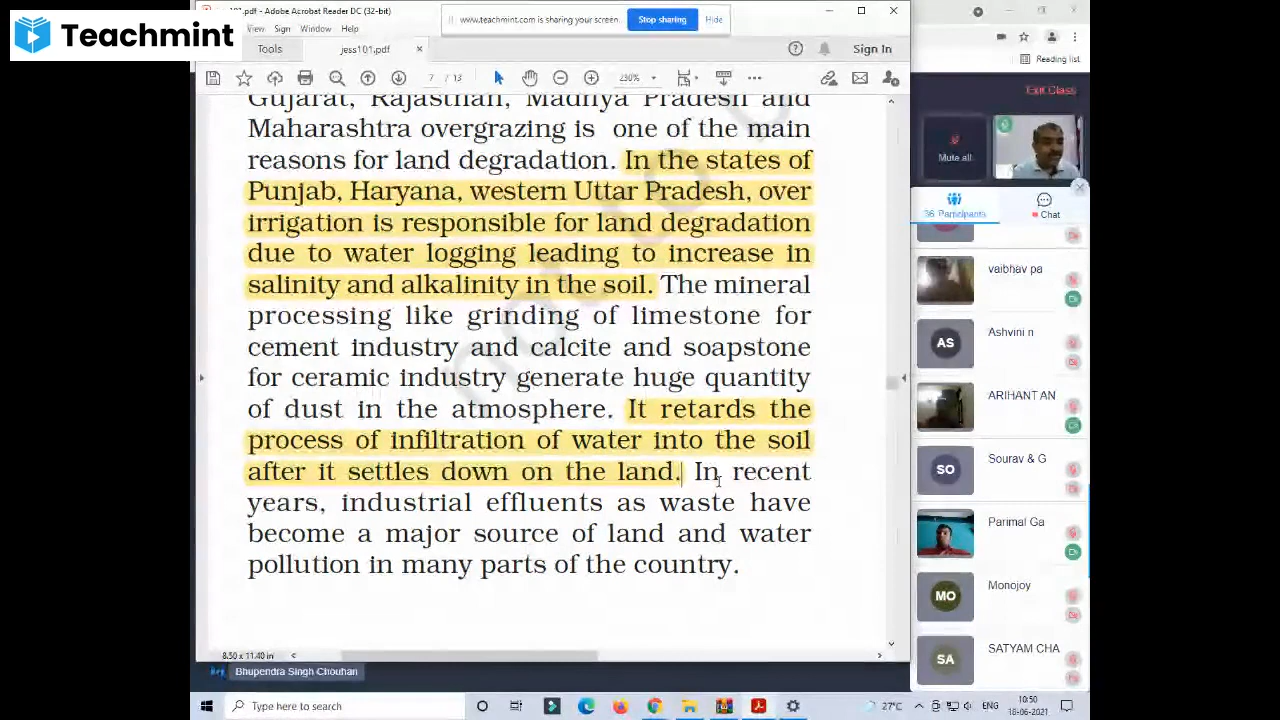 Teachmint
101.pdf - Adobe Acrobat Reader DC (32-bit)
View Sign Window Help
www.teachmint.com is sharing your screen. Stop sharing Hide
Tools jess101.pdf Sign In
7 / 13 230%
Reading list
Exit Class
Gujarat, Rajasthan, Madhya Pradesh and
Maharashtra overgrazing is one of the main
reasons for land degradation. In the states of
Punjab, Haryana, western Uttar Pradesh, over
irrigation is responsible for land degradation
due to water logging leading to increase in
salinity and alkalinity in the soil. The mineral
processing like grinding of limestone for
cement industry and calcite and soapstone
for ceramic industry generate huge quantity
of dust in the atmosphere. It retards the
process of infiltration of water into the soil
after it settles down on the land. In recent
years, industrial effluents as waste have
become a major source of land and water
pollution in many parts of the country.
8.50 x 11.40 in
Bhupendra Singh Chouhan
Mute all
36 Participants
Chat
vaibhav pa
AS
Ashvini n
ARIHANT AN
SO
Sourav & G
Parimal Ga
MO
Monojoy
SA
SATYAM CHA
Type here to search
27°C ENG 10:50
18-06-2021